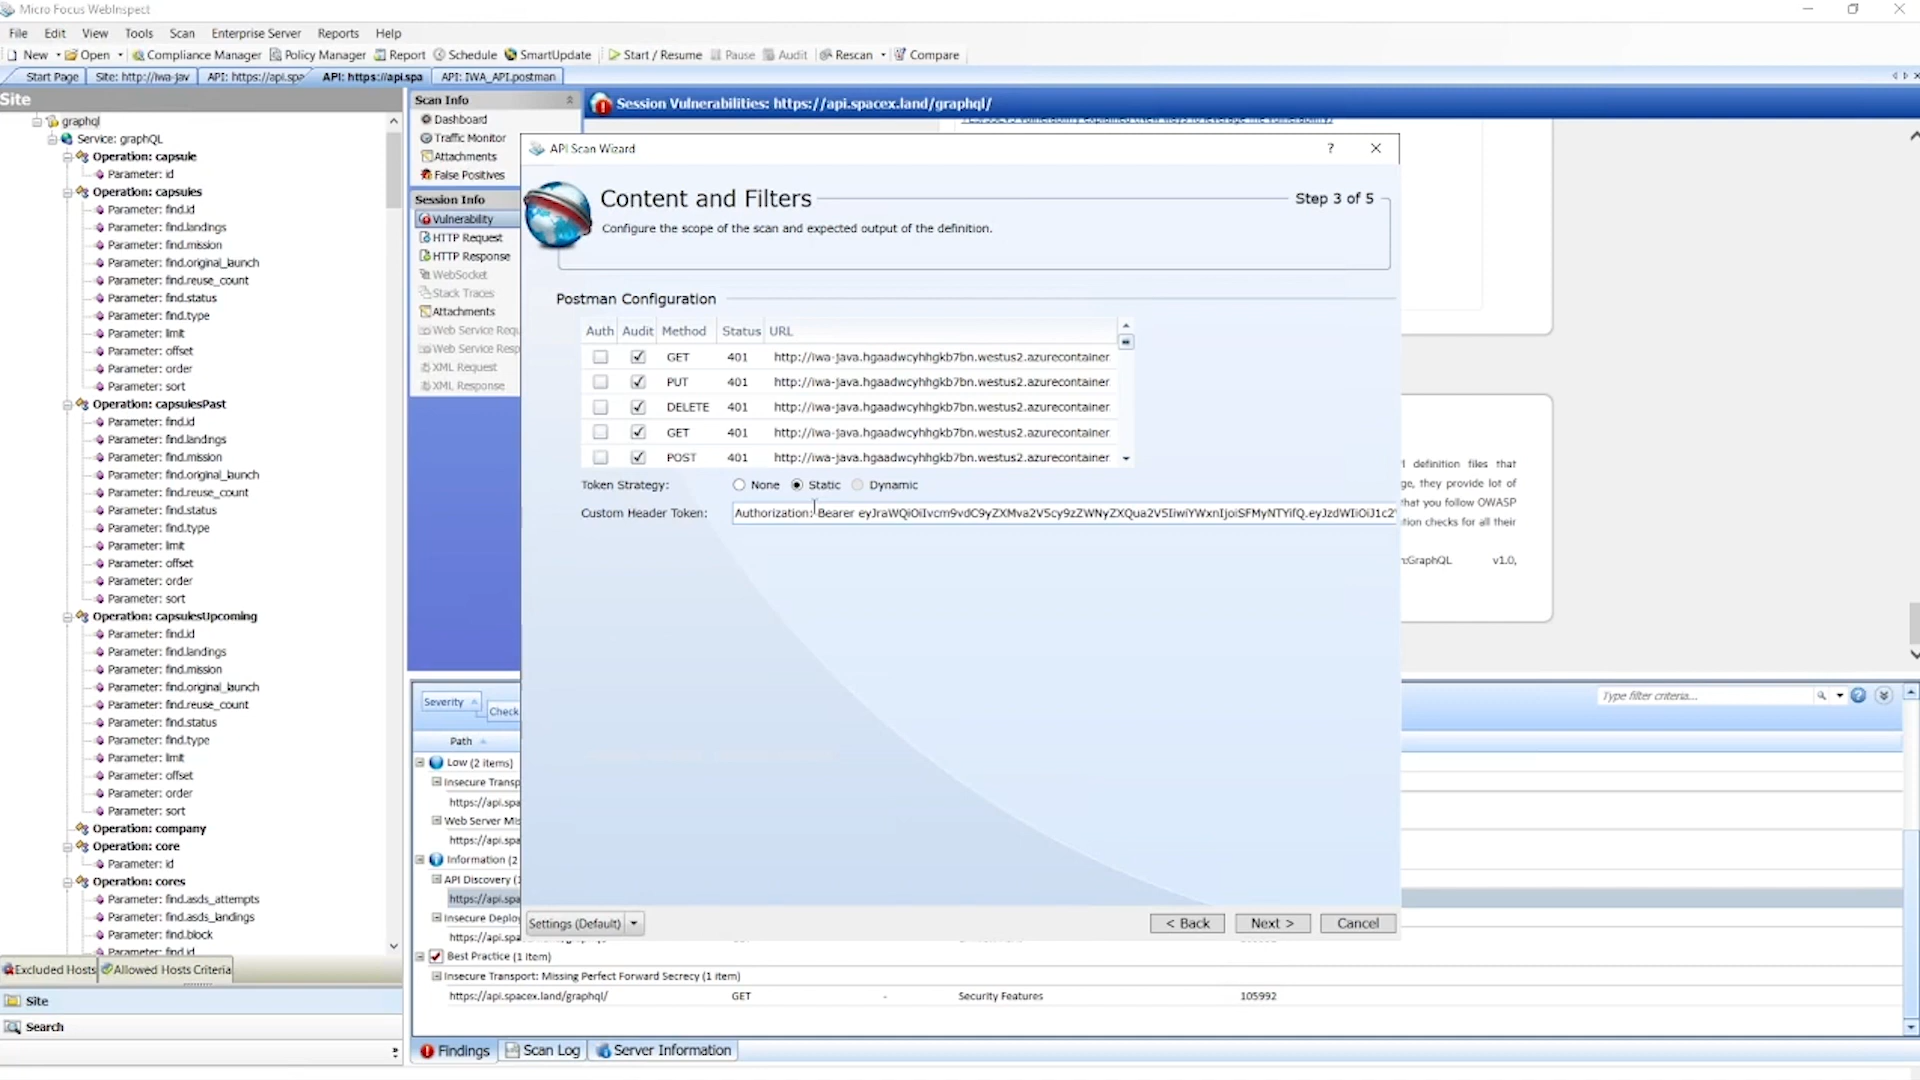 Micro Focus WebInspect
File Edit View Tools Scan Enterprise Server Reports Help
New Open Compliance Manager Policy Manager Report Schedule SmartUpdate Start / Resume Pause Audit Rescan Compare
Start Page Site: http://iwa-jav API: https://api.spa API: https://api.spa API: IWA_API.postman
Site
graphql
Service: graphQL
Operation: capsule
Parameter: id
Operation: capsules
Parameter: find.id
Parameter: find.landings
Parameter: find.mission
Parameter: find.original_launch
Parameter: find.reuse_count
Parameter: find.status
Parameter: find.type
Parameter: limit
Parameter: offset
Parameter: order
Parameter: sort
Operation: capsulesPast
Parameter: find.id
Parameter: find.landings
Parameter: find.mission
Parameter: find.original_launch
Parameter: find.reuse_count
Parameter: find.status
Parameter: find.type
Parameter: limit
Parameter: offset
Parameter: order
Parameter: sort
Operation: capsulesUpcoming
Parameter: find.id
Parameter: find.landings
Parameter: find.mission
Parameter: find.original_launch
Parameter: find.reuse_count
Parameter: find.status
Parameter: find.type
Parameter: limit
Parameter: offset
Parameter: order
Parameter: sort
Operation: company
Operation: core
Parameter: id
Operation: cores
Parameter: find.asds_attempts
Parameter: find.asds_landings
Parameter: find.block
Parameter: find.id
Excluded Hosts Allowed Hosts Criteria
Site
Search
Scan Info
Dashboard
Traffic Monitor
Attachments
False Positives
Session Info
Vulnerability
HTTP Request
HTTP Response
WebSocket
Stack Traces
Attachments
Web Service Requ
Web Service Resp
XML Request
XML Response
Session Vulnerabilities: https://api.spacex.land/graphql/
API Scan Wizard ?
Content and Filters Step 3 of 5
Configure the scope of the scan and expected output of the definition.
Postman Configuration
Auth Audit Method Status URL
GET 401 http://iwa-java.hgaadwcyhhgkb7bn.westus2.azurecontainer
PUT 401 http://iwa-java.hgaadwcyhhgkb7bn.westus2.azurecontainer
DELETE 401 http://iwa-java.hgaadwcyhhgkb7bn.westus2.azurecontainer
GET 401 http://iwa-java.hgaadwcyhhgkb7bn.westus2.azurecontainer
POST 401 http://iwa-java.hgaadwcyhhgkb7bn.westus2.azurecontainer
Token Strategy: None Static Dynamic
Custom Header Token: Authorization: Bearer
Settings (Default) < Back Next > Cancel
definition files that
ge, they provide lot of
that you follow OWASP
tion checks for all their
n:GraphQL v1.0,
Type filter criteria...
Severity
Check
Path
Low (2 items)
Insecure Transp
https://api.spa
Web Server Mis
https://api.spa
Information (2
API Discovery (1
https://api.spa
Insecure Deplo
https://api.spa
Best Practice (1 item)
Insecure Transport: Missing Perfect Forward Secrecy (1 item)
https://api.spacex.land/graphql/ GET - Security Features 105992
Findings Scan Log Server Information